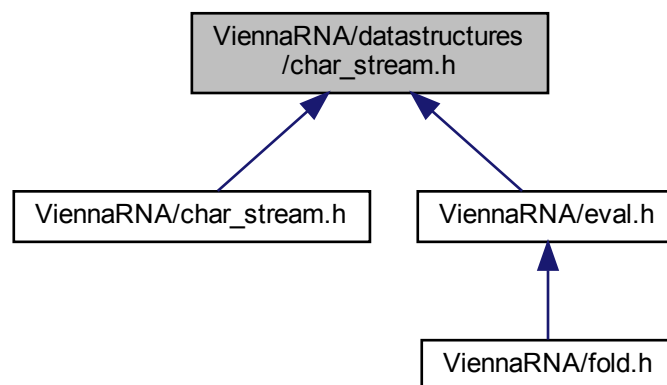 ViennaRNA/datastructures
/char_stream.h
ViennaRNA/char_stream.h
ViennaRNA/eval.h
ViennaRNA/fold.h